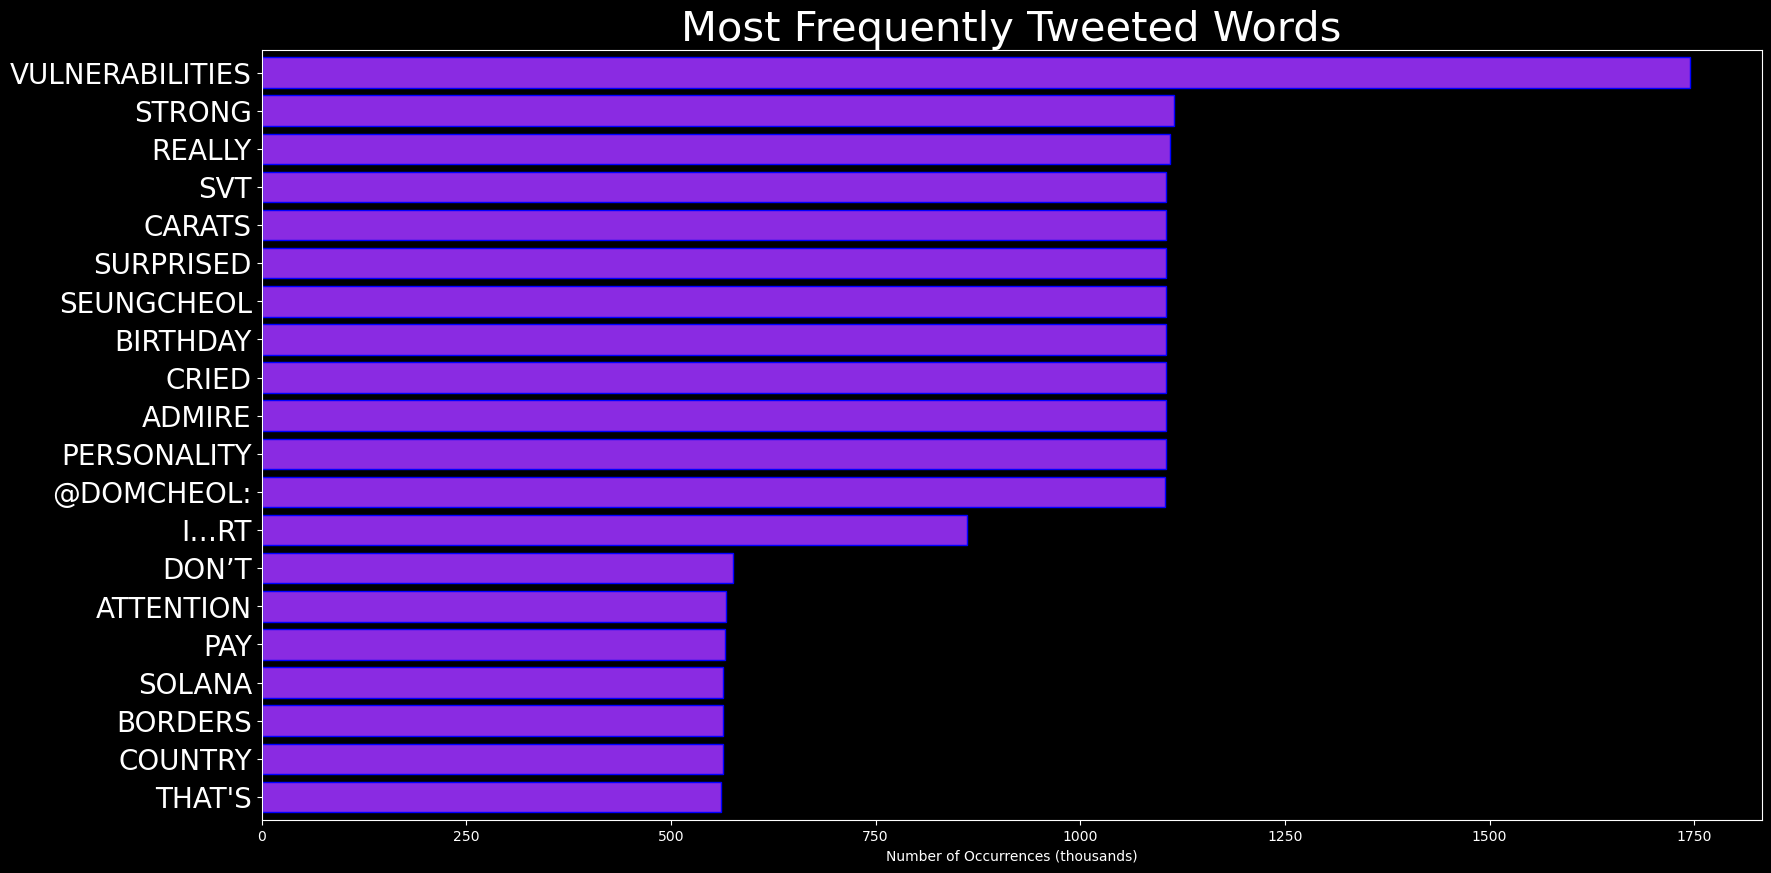 Most Frequently Tweeted Words
VULNERABILITIES
STRONG
REALLY
SVT
CARATS
SURPRISED
SEUNGCHEOL
BIRTHDAY
CRIED
ADMIRE
PERSONALITY
@DOMCHEOL:
I…RT
DON’T
ATTENTION
PAY
SOLANA
BORDERS
COUNTRY
THAT'S
0 250 500 750 1000 1250 1500 1750
Number of Occurrences (thousands)